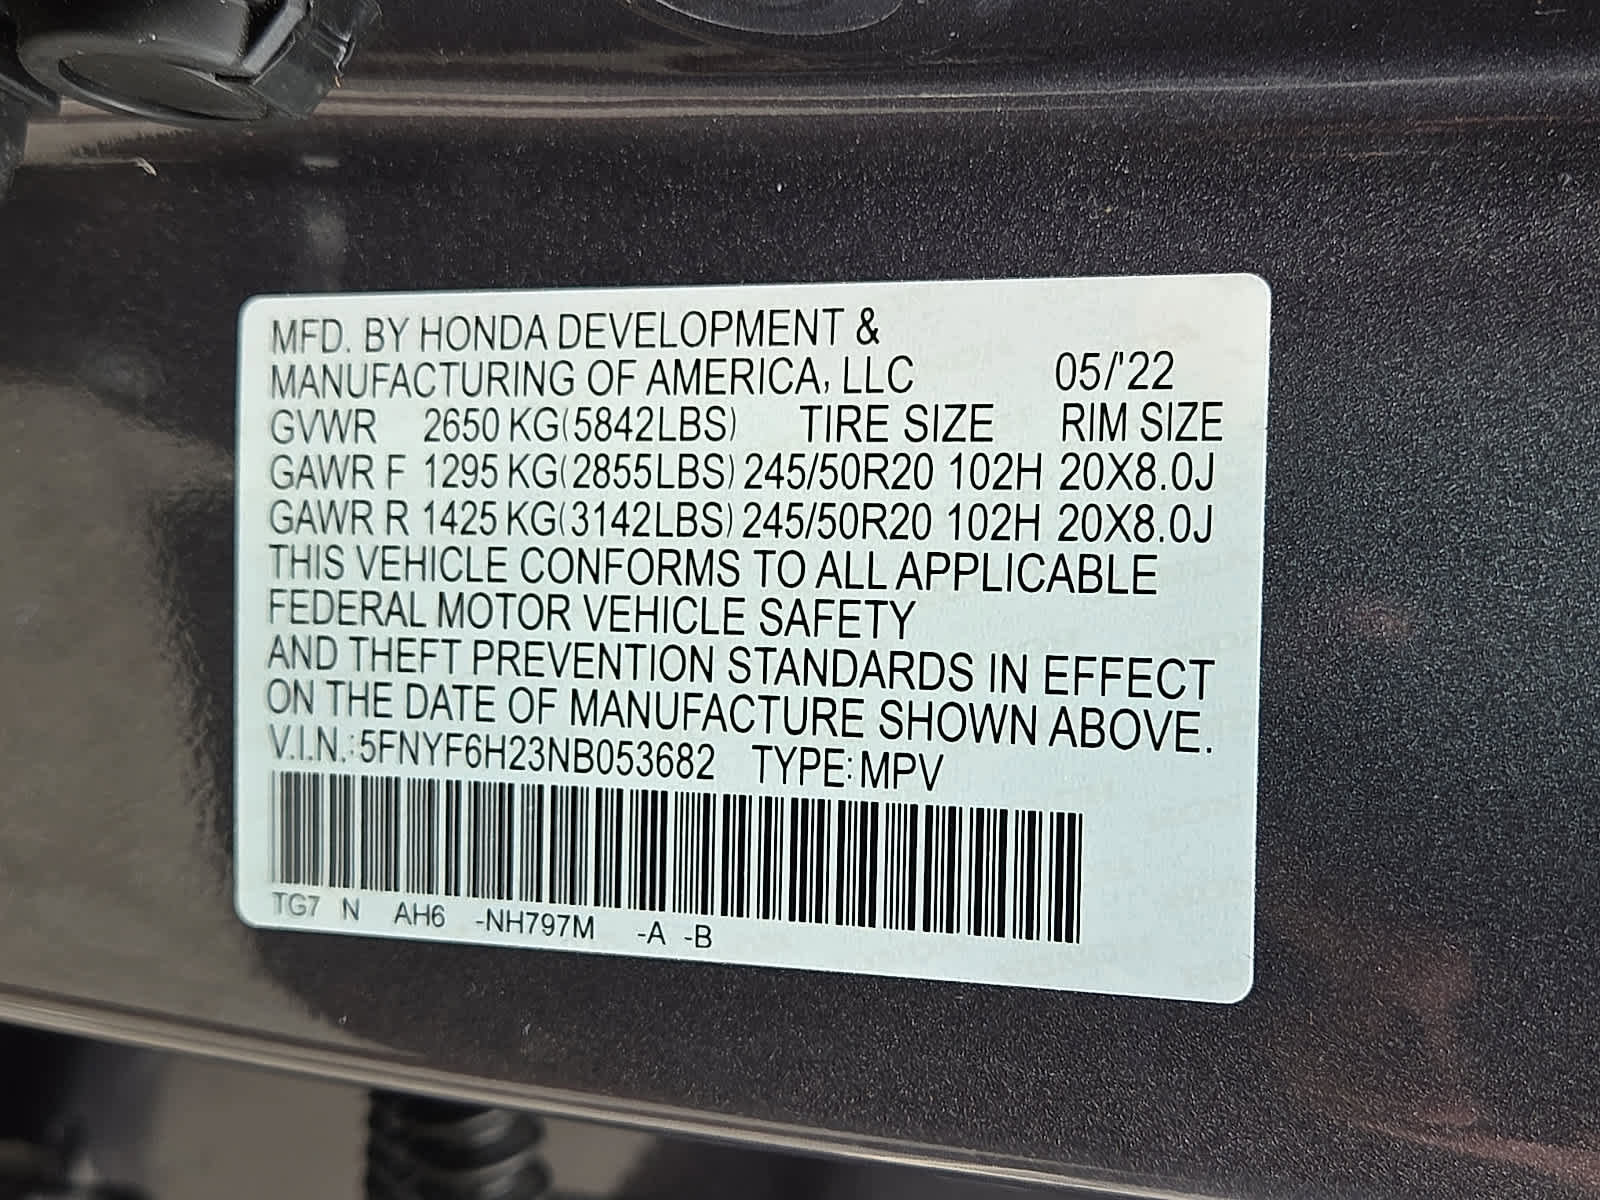 MFD. BY HONDA DEVELOPMENT &
MANUFACTURING OF AMERICA, LLC 05/'22
GVWR 2650 KG(5842LBS) TIRE SIZE RIM SIZE
GAWR F 1295 KG(2855LBS) 245/50R20 102H 20X8.0J
GAWR R 1425 KG(3142LBS) 245/50R20 102H 20X8.0J
THIS VEHICLE CONFORMS TO ALL APPLICABLE
FEDERAL MOTOR VEHICLE SAFETY
AND THEFT PREVENTION STANDARDS IN EFFECT
ON THE DATE OF MANUFACTURE SHOWN ABOVE.
V.I.N.:5FNYF6H23NB053682 TYPE:MPV
TG7 N AH6 -NH797M -A -B